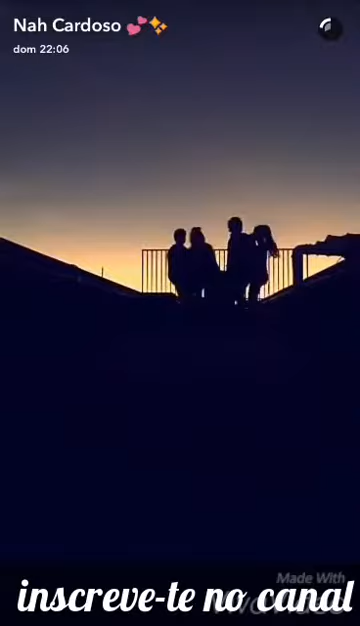 Nah Cardoso 💕✨
dom 22:06
Made With
inscreve-te no canal